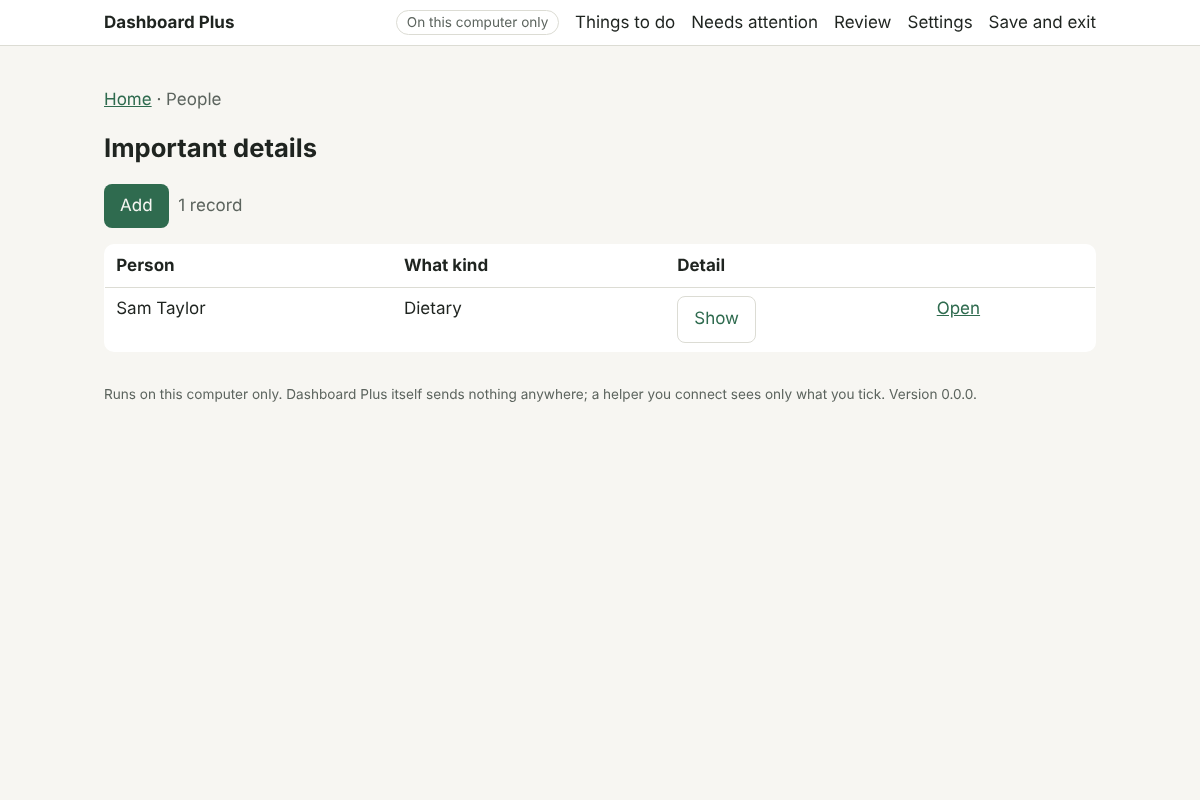 Dashboard Plus On this computer only Things to do Needs attention Review Settings Save and exit
Home · People
Important details
Add 1 record
Person What kind Detail
Sam Taylor Dietary Show Open
Runs on this computer only. Dashboard Plus itself sends nothing anywhere; a helper you connect sees only what you tick. Version 0.0.0.